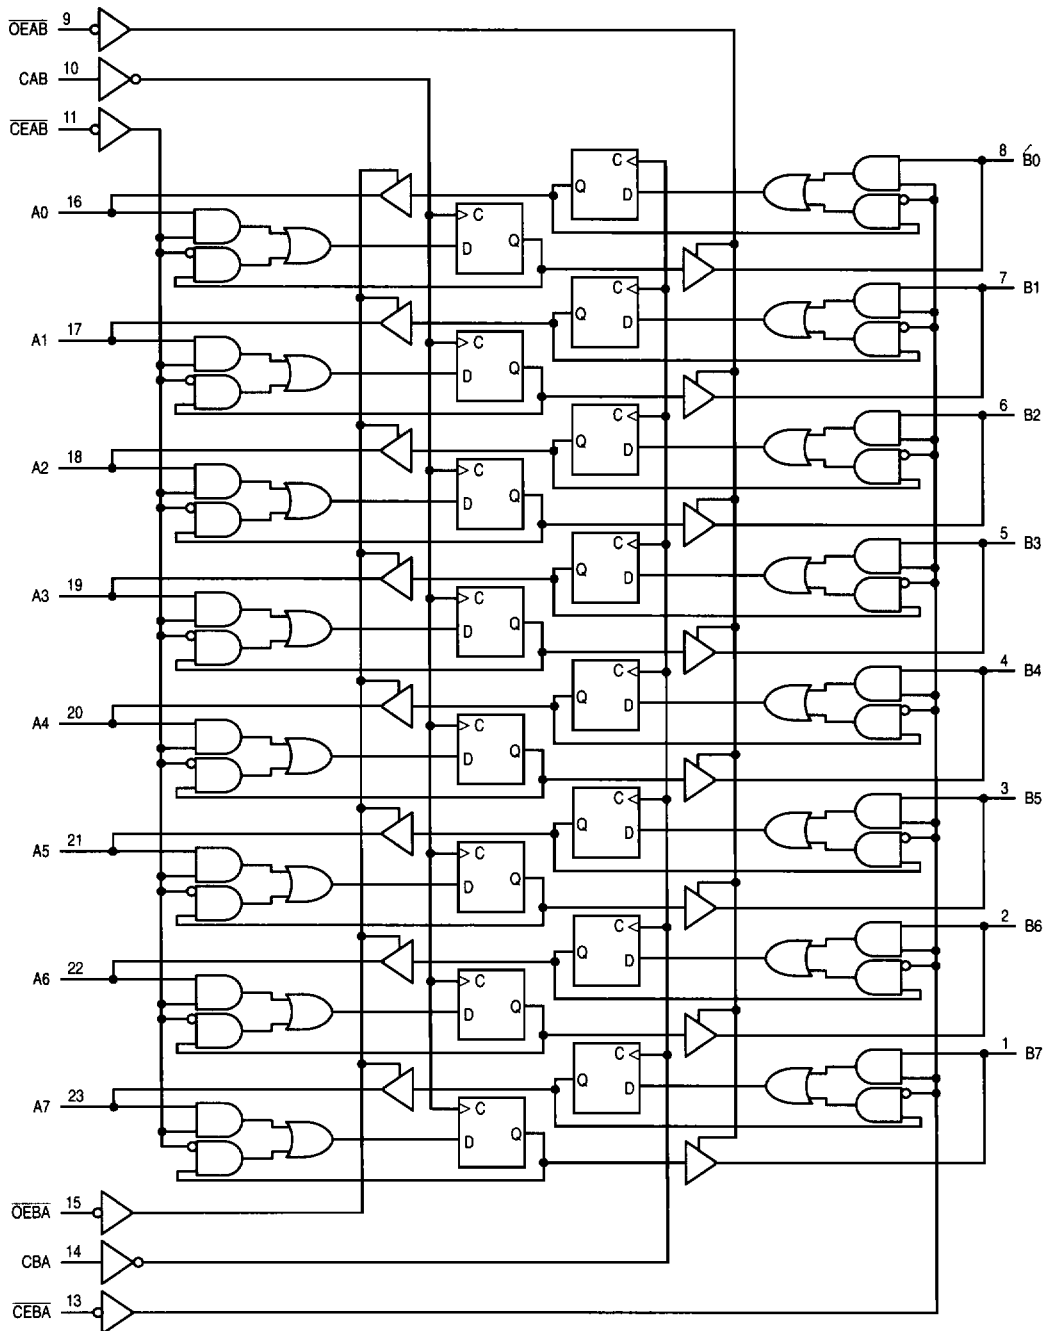 OEAB 9
CAB 10
CEAB 11
C 8 B0
Q D
A0 16 C
D Q
C 7 B1
Q D
A1 17 C
D Q
C 6 B2
Q D
A2 18 C
D Q
C 5 B3
Q D
A3 19 C
D Q
C 4 B4
Q D
A4 20 C
D Q
C 3 B5
Q D
A5 21 C
D Q
C 2 B6
Q D
A6 22 C
D Q
C 1 B7
Q D
A7 23 C
D Q
OEBA 15
CBA 14
CEBA 13